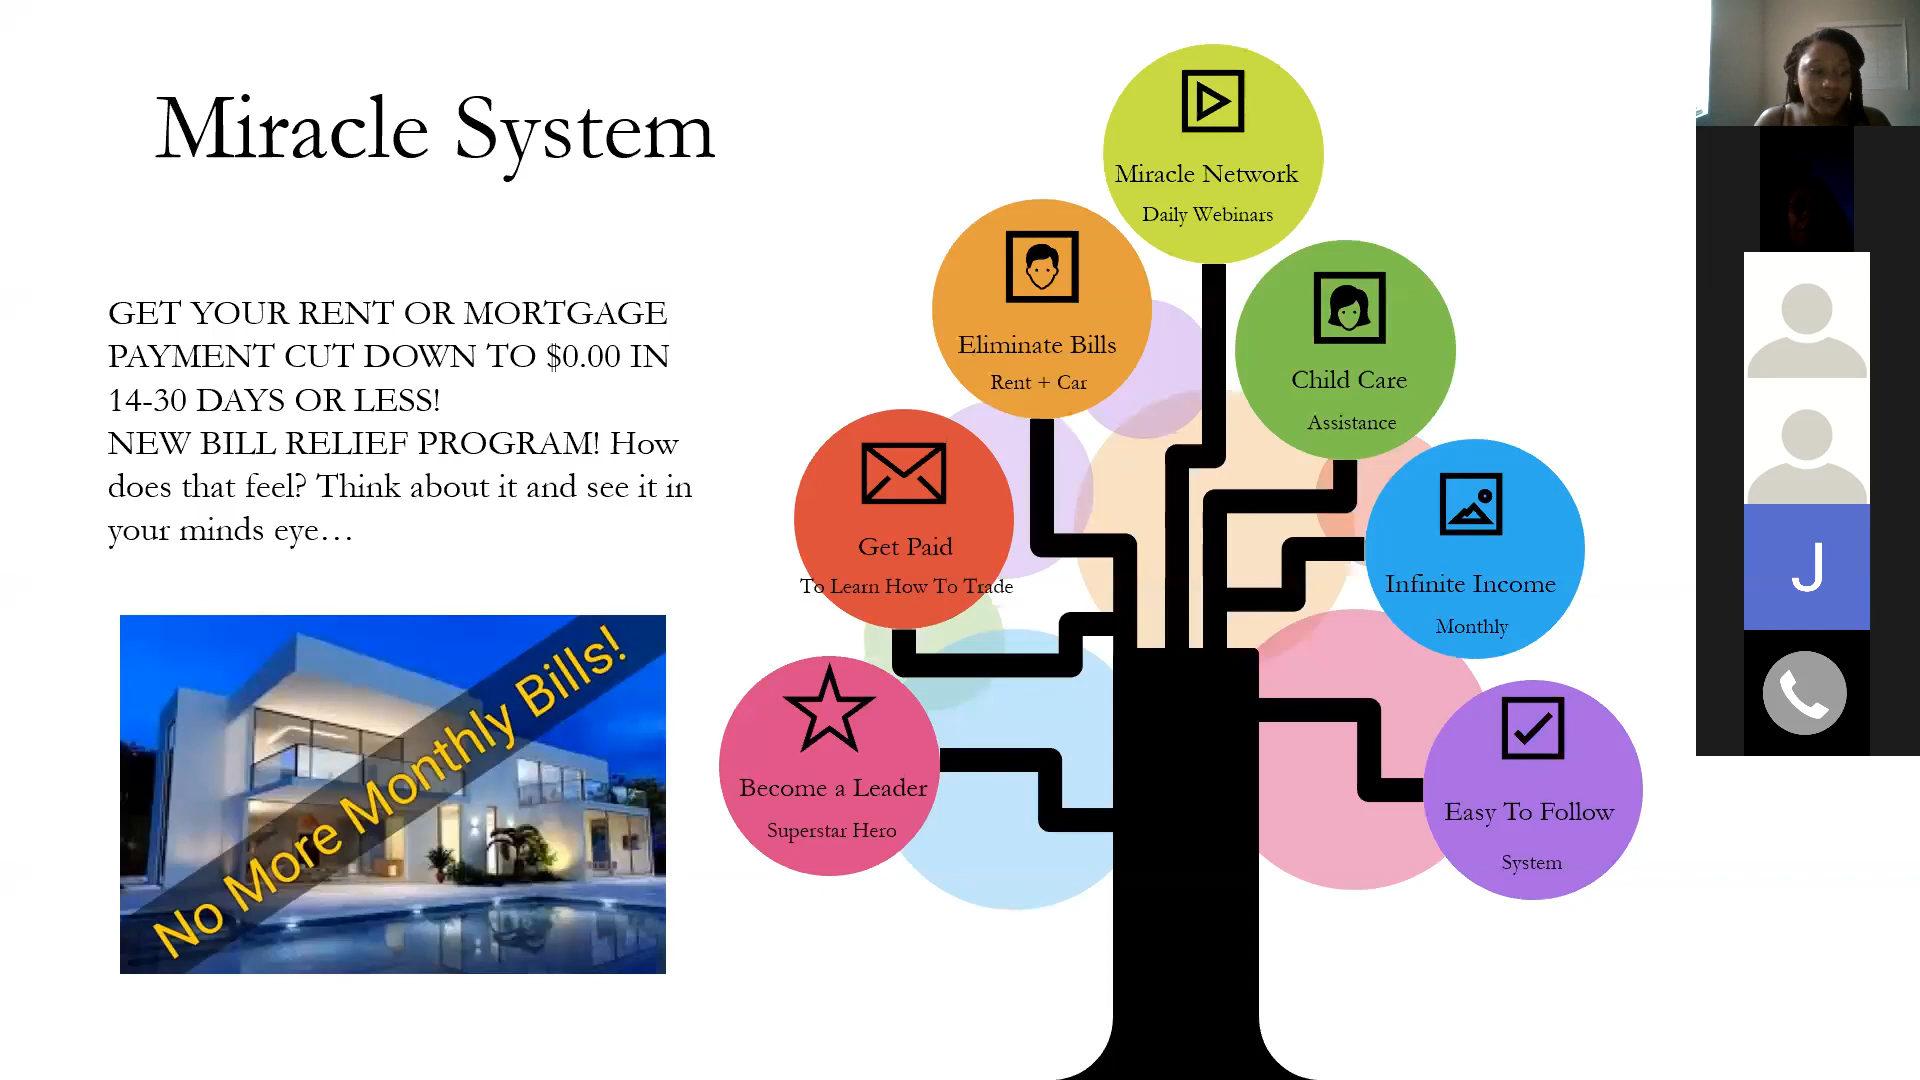 Miracle System
GET YOUR RENT OR MORTGAGE
PAYMENT CUT DOWN TO $0.00 IN
14-30 DAYS OR LESS!
NEW BILL RELIEF PROGRAM! How
does that feel? Think about it and see it in
your minds eye…
No More Monthly Bills!
Miracle Network
Daily Webinars
Eliminate Bills
Rent + Car
Child Care
Assistance
Get Paid
To Learn How To Trade
Infinite Income
Monthly
Become a Leader
Superstar Hero
Easy To Follow
System
J